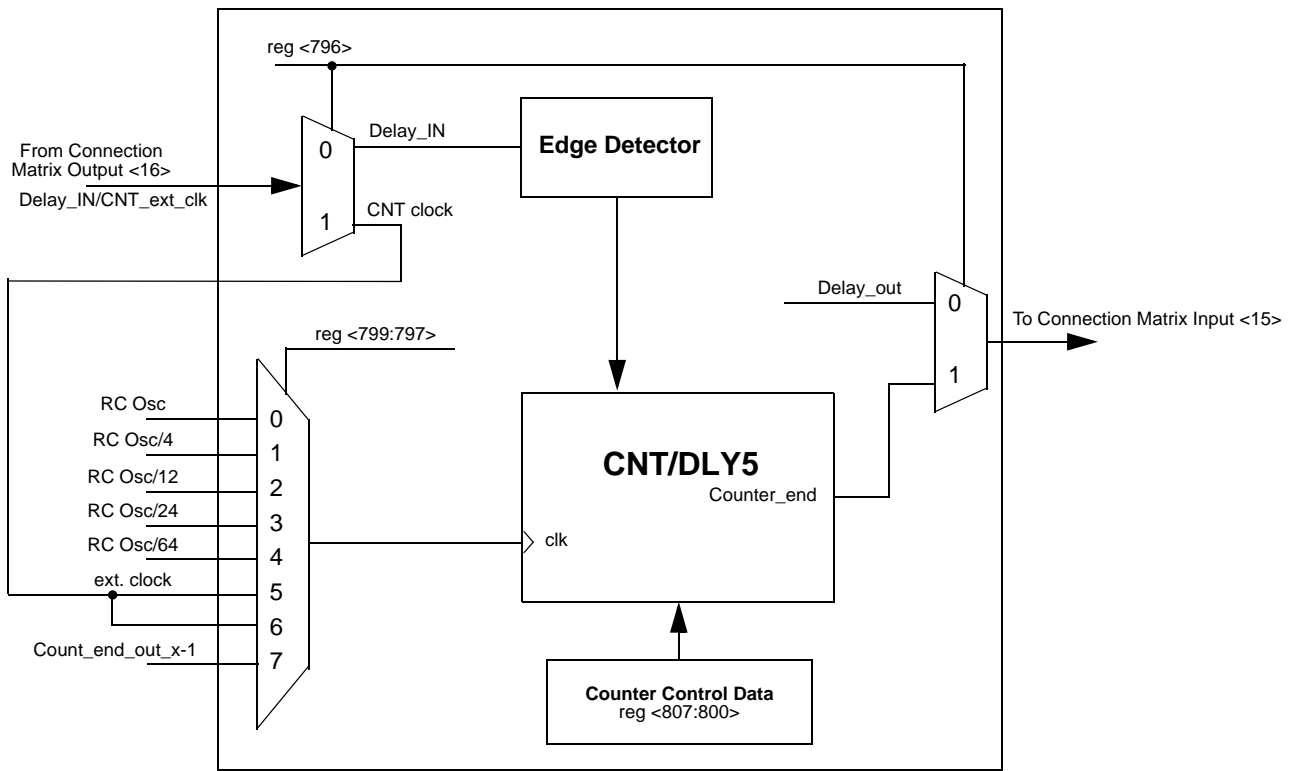 reg <796>
From Connection
Matrix Output <16>
Delay_IN/CNT_ext_clk
0
1
Delay_IN
CNT clock
Edge Detector
Delay_out
0
1
To Connection Matrix Input <15>
reg <799:797>
RC Osc
RC Osc/4
RC Osc/12
RC Osc/24
RC Osc/64
ext. clock
Count_end_out_x-1
0
1
2
3
4
5
6
7
CNT/DLY5
Counter_end
clk
Counter Control Data
reg <807:800>